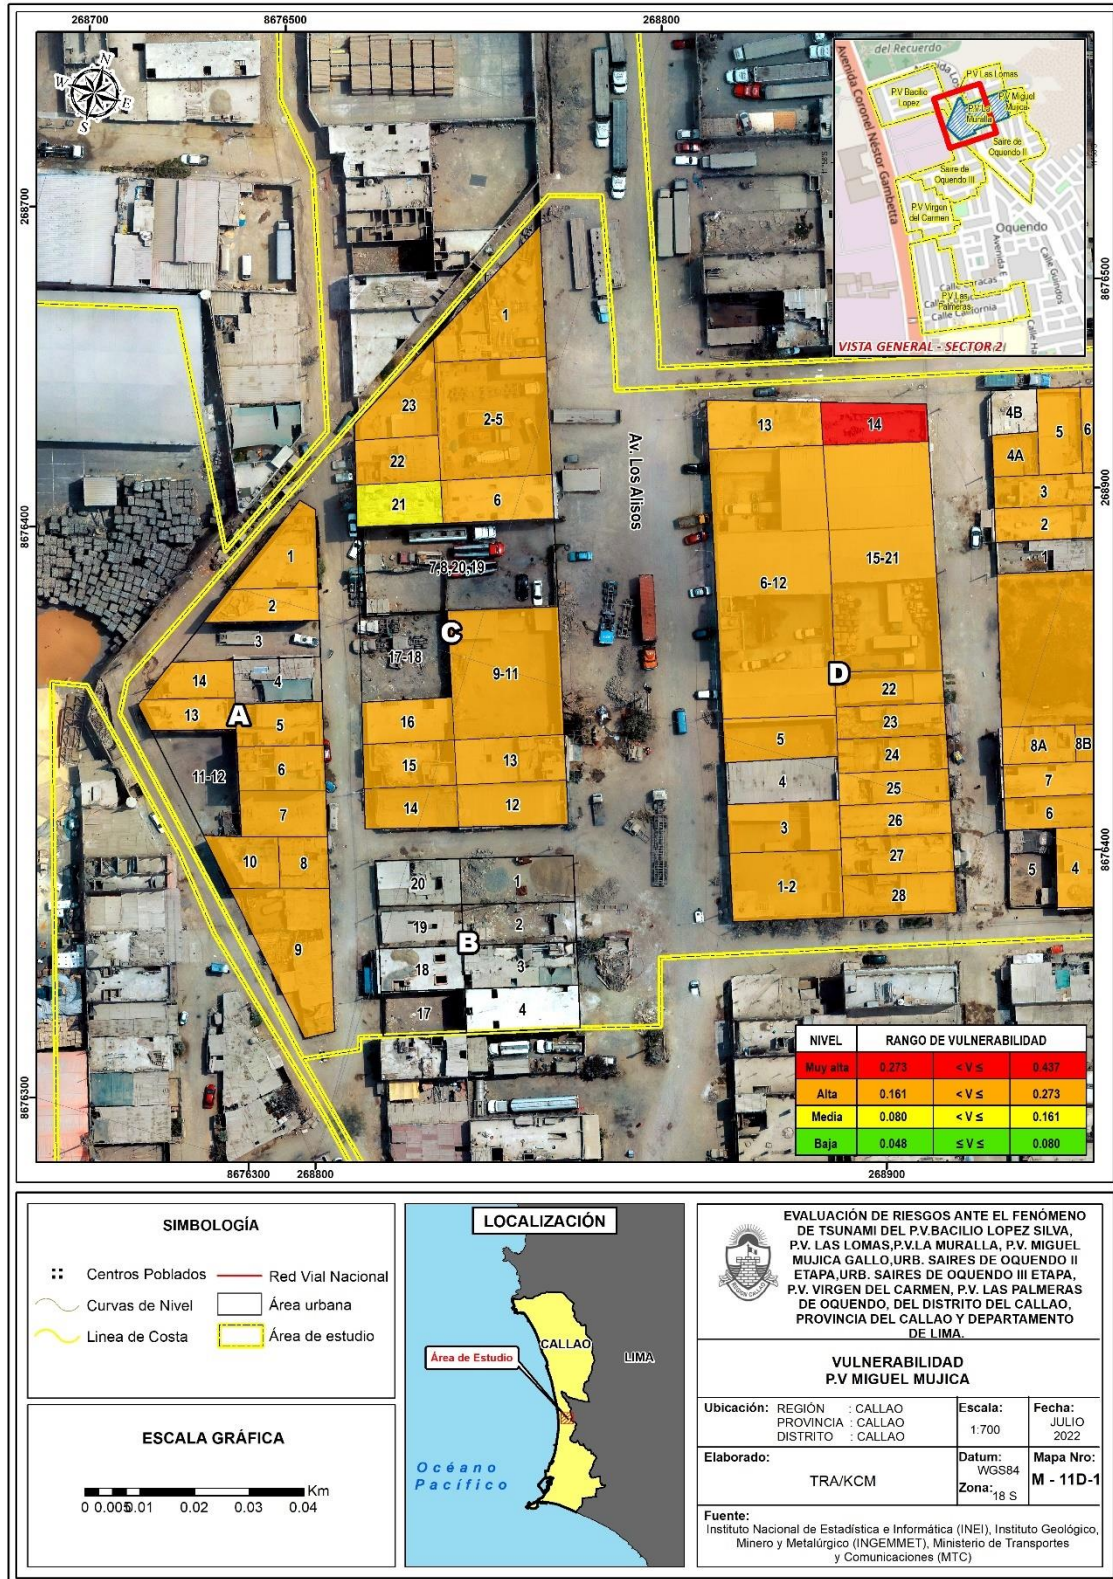 268700
8676500
268800
N
W
E
S
268700
8676400
8676300
8676500
268900
8676400
Avenida Coronel Néstor Gambetta
del Recuerdo
P.V Las Lomas
P.V Bacilio
Lopez
P.V Miguel
Mujica
P.V La
Muralla
Saire de
Oquendo II
Saire de
Oquendo III
P.V Virgen
del Carmen
Oquendo
Avenida E
Calle Guindos
P.V Las
Palmeras
Calle California
VISTA GENERAL - SECTOR 2
Av. Los Alisos
1
2-5
23
22
21
6
7,8,20,19
C
17-18
9-11
16
15
13
14
12
1
2
3
14
4
13
A
5
11-12
6
7
10
8
9
20
1
19
2
B
18
3
17
4
13
14
15-21
6-12
D
22
5
23
24
4
25
3
26
27
1-2
28
4B
5
6
4A
3
2
1
8A
8B
7
6
5
4
NIVEL RANGO DE VULNERABILIDAD
Muy alta 0.273 < V ≤ 0.437
Alta 0.161 < V ≤ 0.273
Media 0.080 < V ≤ 0.161
Baja 0.048 ≤ V ≤ 0.080
8676300
268800
268900
SIMBOLOGÍA
Centros Poblados
Red Vial Nacional
Curvas de Nivel
Área urbana
Linea de Costa
Área de estudio
ESCALA GRÁFICA
0 0.005 0.01 0.02 0.03 0.04 Km
LOCALIZACIÓN
CALLAO
LIMA
Área de Estudio
Océano
Pacífico
REGION CALLAO
EVALUACIÓN DE RIESGOS ANTE EL FENÓMENO
DE TSUNAMI DEL P.V.BACILIO LOPEZ SILVA,
P.V. LAS LOMAS,P.V.LA MURALLA, P.V. MIGUEL
MUJICA GALLO,URB. SAIRES DE OQUENDO II
ETAPA,URB. SAIRES DE OQUENDO III ETAPA,
P.V. VIRGEN DEL CARMEN, P.V. LAS PALMERAS
DE OQUENDO, DEL DISTRITO DEL CALLAO,
PROVINCIA DEL CALLAO Y DEPARTAMENTO
DE LIMA.
VULNERABILIDAD
P.V MIGUEL MUJICA
Ubicación: REGIÓN : CALLAO
PROVINCIA : CALLAO
DISTRITO : CALLAO
Escala:
1:700
Fecha:
JULIO
2022
Elaborado:
TRA/KCM
Datum:
WGS84
Zona: 18 S
Mapa Nro:
M - 11D-1
Fuente:
Instituto Nacional de Estadística e Informática (INEI), Instituto Geológico,
Minero y Metalúrgico (INGEMMET), Ministerio de Transportes
y Comunicaciones (MTC)